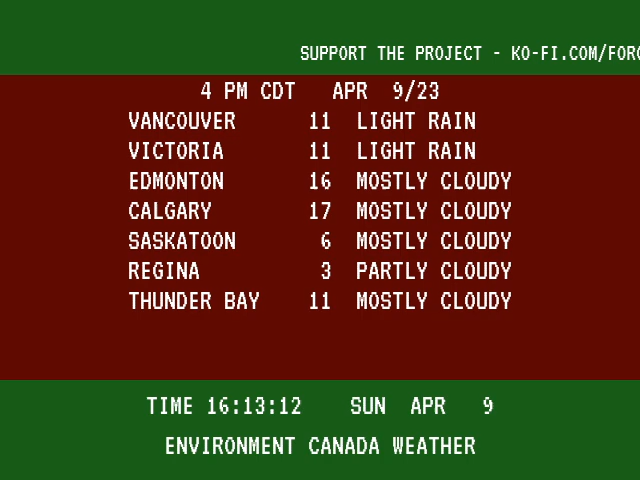 SUPPORT THE PROJECT - KO-FI.COM/FORC
4 PM CDT APR 9/23
VANCOUVER 11 LIGHT RAIN
VICTORIA 11 LIGHT RAIN
EDMONTON 16 MOSTLY CLOUDY
CALGARY 17 MOSTLY CLOUDY
SASKATOON 6 MOSTLY CLOUDY
REGINA 3 PARTLY CLOUDY
THUNDER BAY 11 MOSTLY CLOUDY
TIME 16:13:12 SUN APR 9
ENVIRONMENT CANADA WEATHER